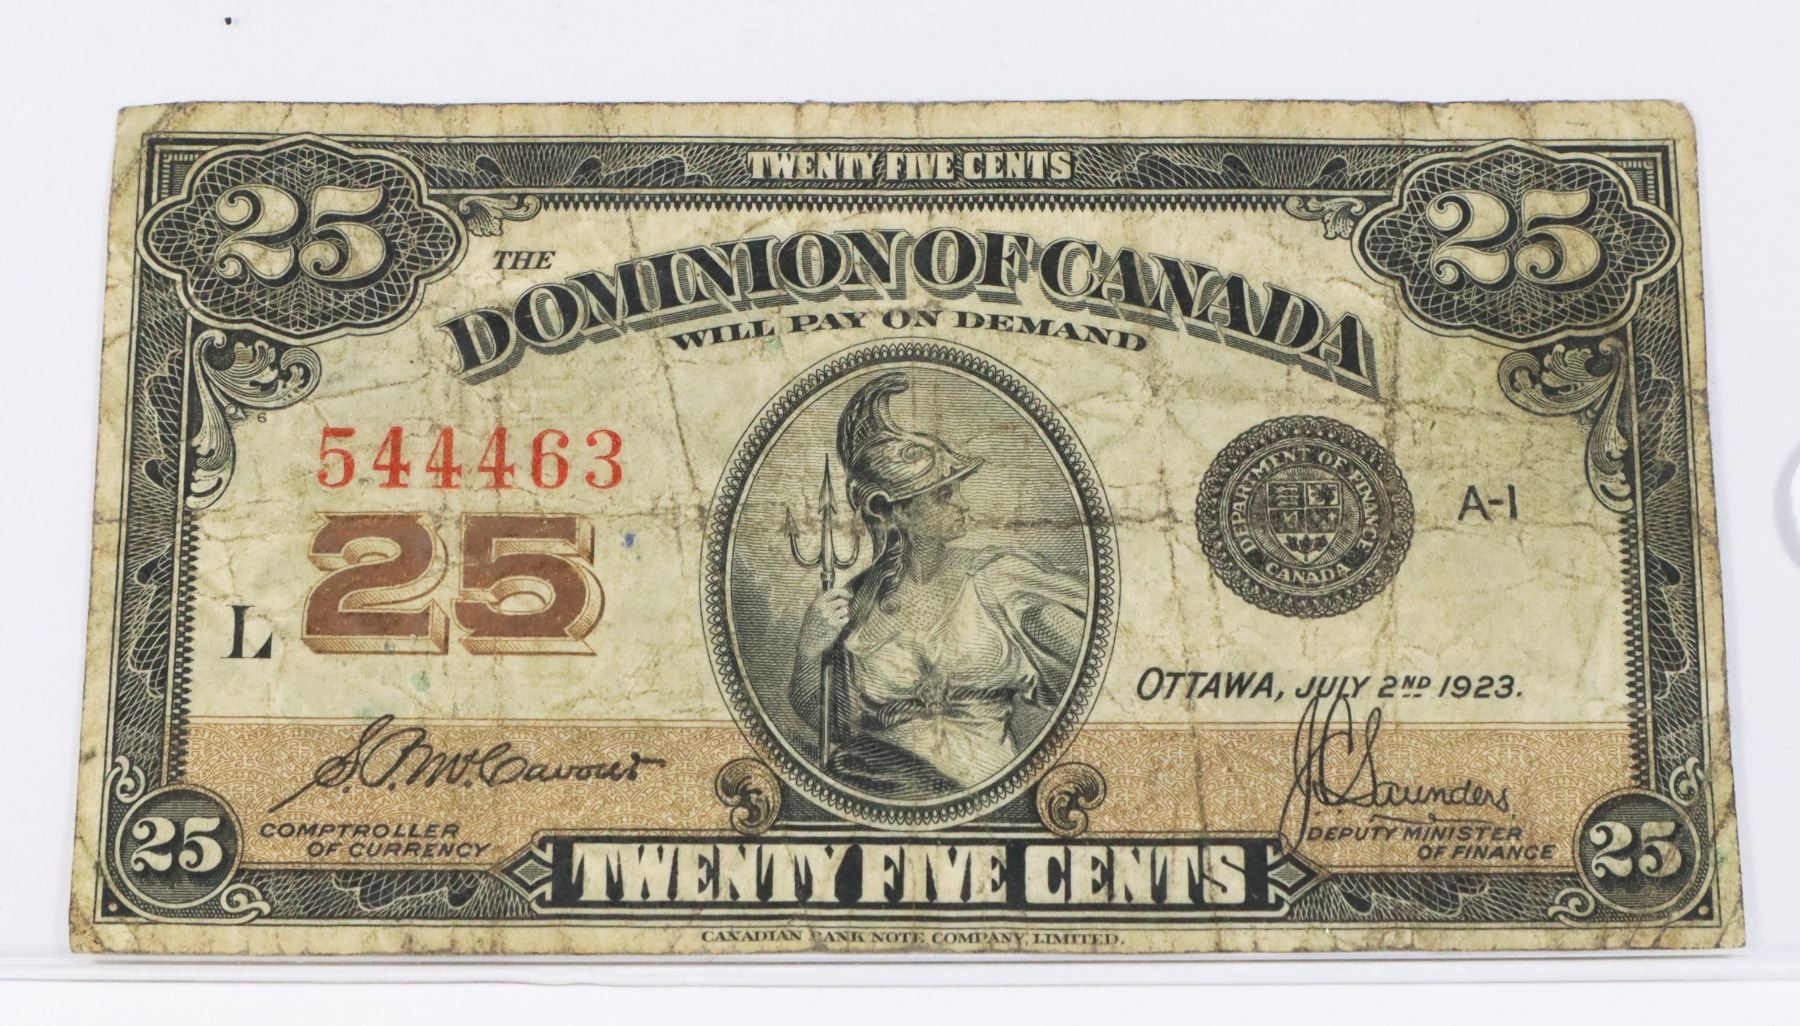 TWENTY FIVE CENTS
25
25
THE
DOMINION OF CANADA
WILL PAY ON DEMAND
6
544463
25
L
DEPARTMENT OF FINANCE
CANADA
A-1
OTTAWA, JULY 2ND 1923.
J.C. Saunders
COMPTROLLER
OF CURRENCY
DEPUTY MINISTER
OF FINANCE
25
25
TWENTY FIVE CENTS
CANADIAN BANK NOTE COMPANY, LIMITED.